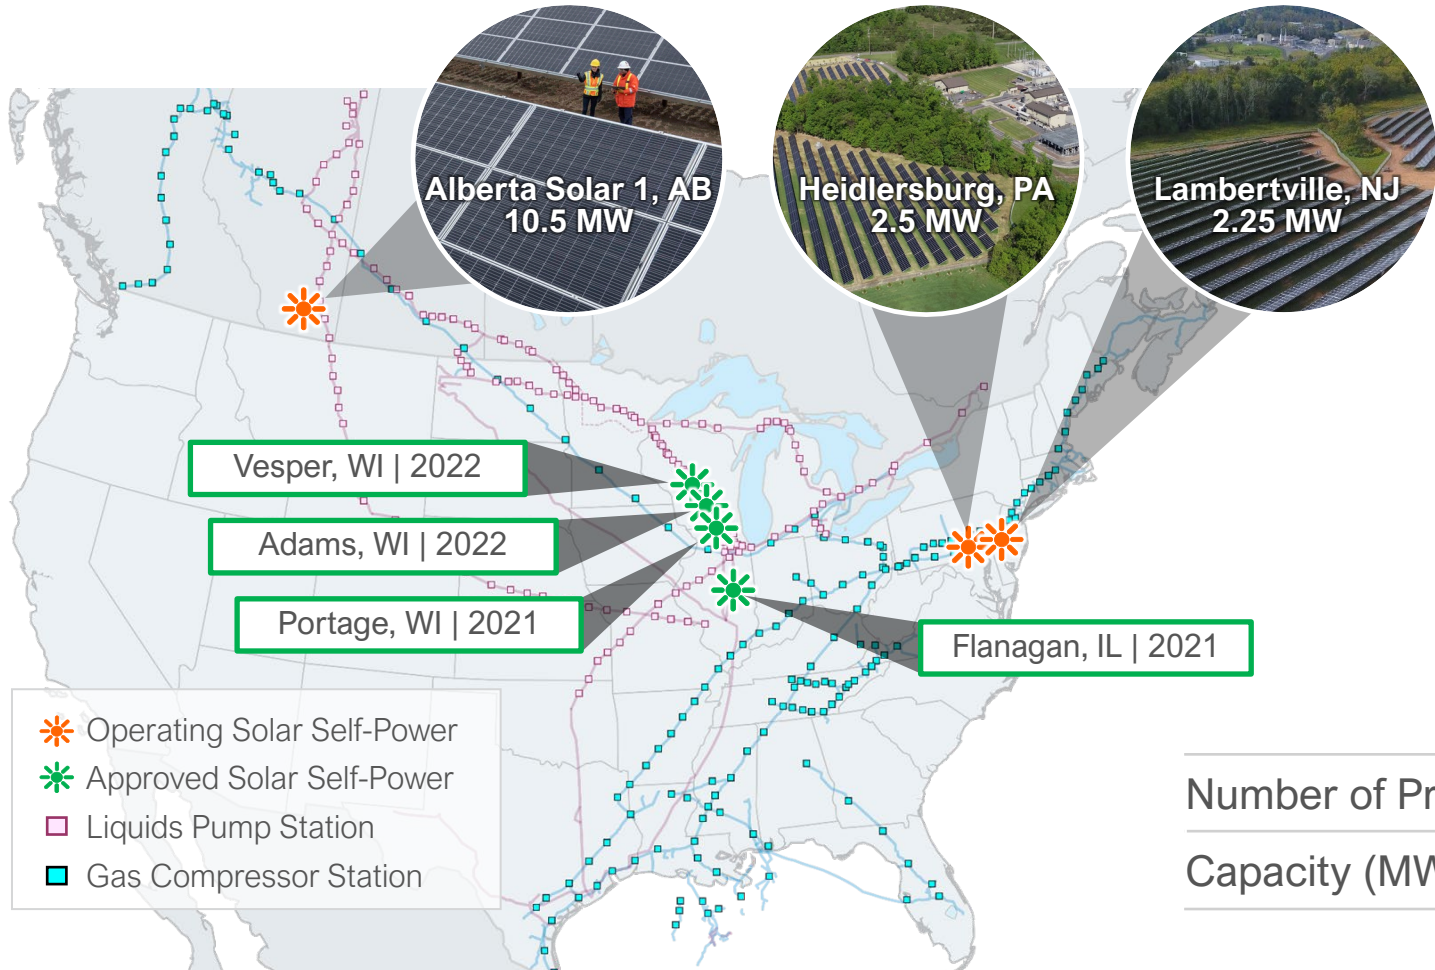 Alberta Solar 1, AB
10.5 MW
Heidlersburg, PA
2.5 MW
Lambertville, NJ
2.25 MW
Vesper, WI | 2022
Adams, WI | 2022
Portage, WI | 2021
Flanagan, IL | 2021
Operating Solar Self-Power
Approved Solar Self-Power
Liquids Pump Station
Gas Compressor Station
Number of Pr
Capacity (MW